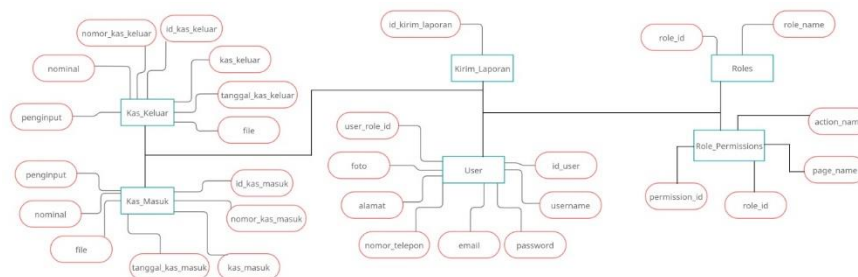 nomor_kas_keluar
id_kas_keluar
nominal
kas_keluar
tanggal_kas_keluar
penginput
Kas_Keluar
file
id_kirim_laporan
Kirim_Laporan
role_id
role_name
Roles
action_name
Role_Permissions
page_name
permission_id
role_id
user_role_id
foto
User
id_user
alamat
username
nomor_telepon
email
password
penginput
Kas_Masuk
id_kas_masuk
nominal
nomor_kas_masuk
file
tanggal_kas_masuk
kas_masuk